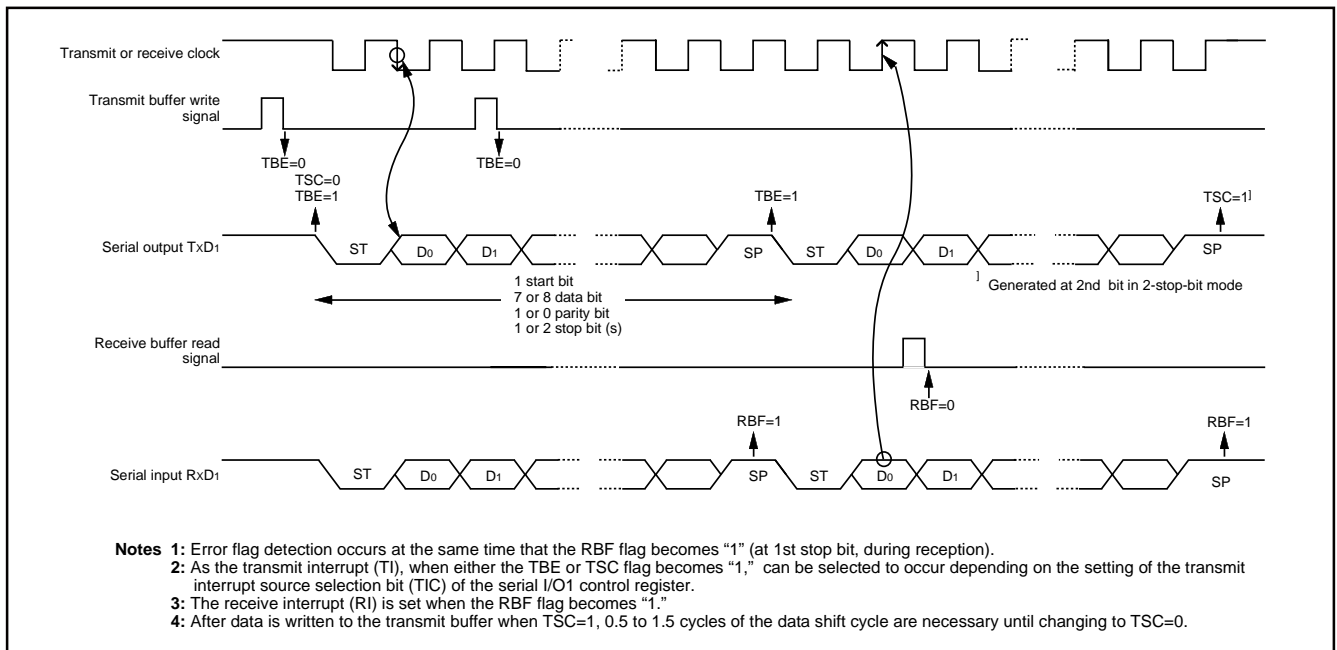 Transmit or receive clock
Transmit buffer write
signal
TBE=0
TBE=0
TSC=0
TBE=1
TBE=1
TSC=1]
Serial output TxD1
ST
D0
D1
SP
ST
D0
D1
SP
1 start bit
7 or 8 data bit
1 or 0 parity bit
1 or 2 stop bit (s)
] Generated at 2nd bit in 2-stop-bit mode
Receive buffer read
signal
RBF=0
RBF=1
RBF=1
Serial input RxD1
ST
D0
D1
SP
ST
D0
D1
SP
Notes 1: Error flag detection occurs at the same time that the RBF flag becomes “1” (at 1st stop bit, during reception).
2: As the transmit interrupt (TI), when either the TBE or TSC flag becomes “1,” can be selected to occur depending on the setting of the transmit
interrupt source selection bit (TIC) of the serial I/O1 control register.
3: The receive interrupt (RI) is set when the RBF flag becomes “1.”
4: After data is written to the transmit buffer when TSC=1, 0.5 to 1.5 cycles of the data shift cycle are necessary until changing to TSC=0.